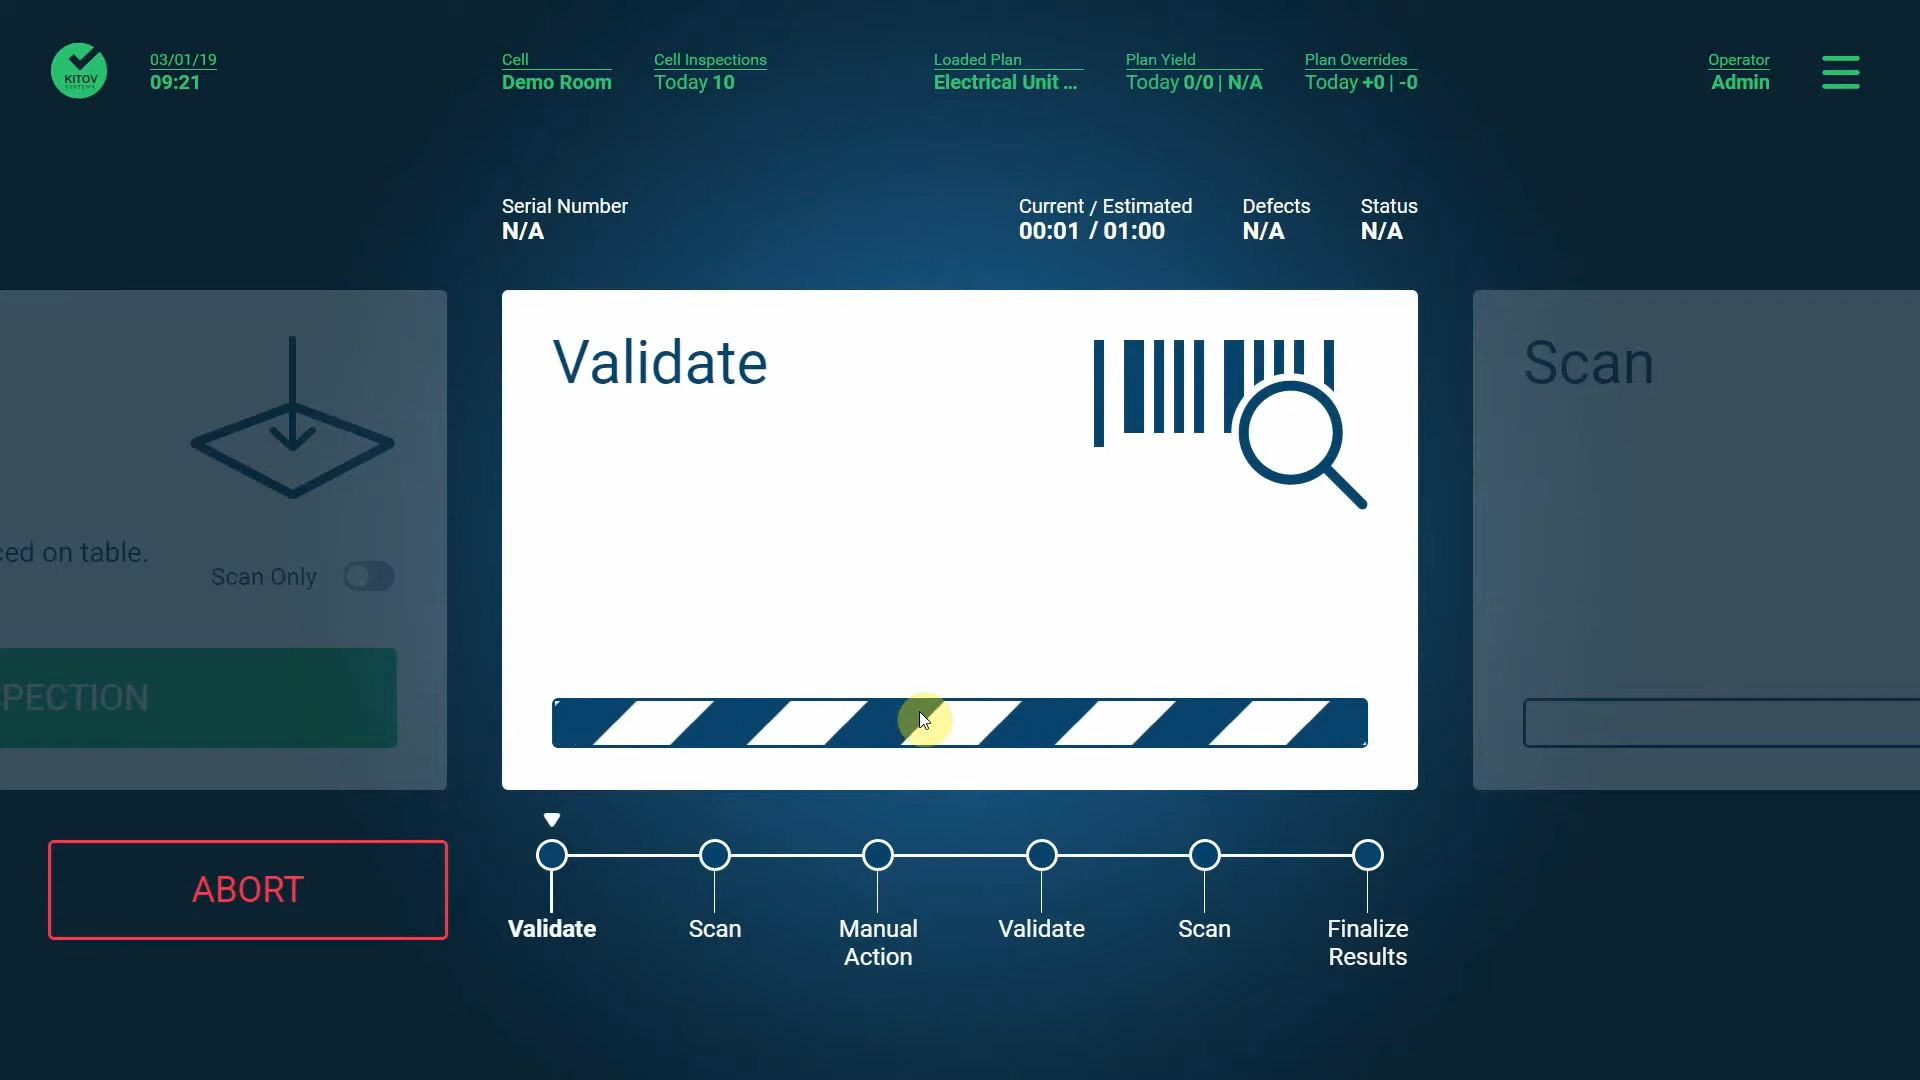 KITOV
SYSTEMS
03/01/19
09:21
Cell
Demo Room
Cell Inspections
Today 10
Loaded Plan
Electrical Unit ...
Plan Yield
Today 0/0 | N/A
Plan Overrides
Today +0 | -0
Operator
Admin
Serial Number
N/A
Current / Estimated
00:01 / 01:00
Defects
N/A
Status
N/A
ced on table.
Scan Only
PECTION
Validate
Scan
ABORT
Validate
Scan
Manual
Action
Validate
Scan
Finalize
Results